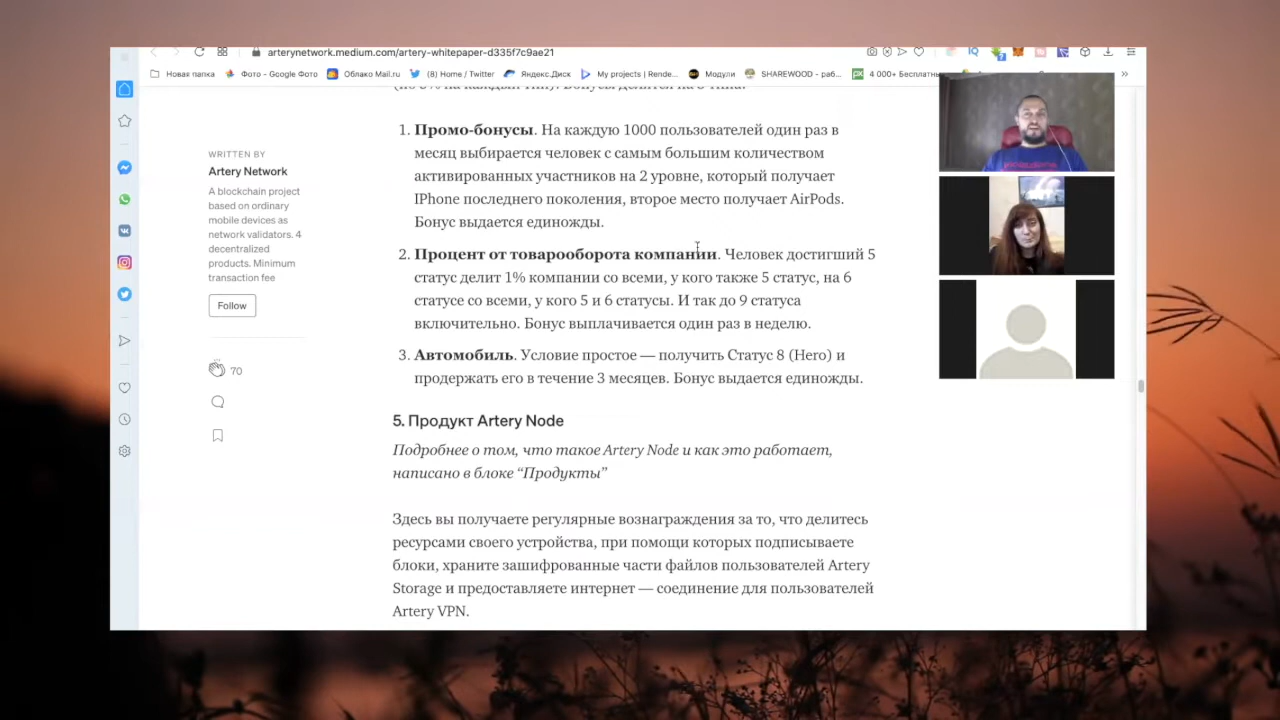 arterynetwork.medium.com/artery-whitepaper-d335f7c9ae21
Новая папка
Фото - Google Фото
Облако Mail.ru
(8) Home / Twitter
Яндекс.Диск
My projects | Rende...
Модули
SHAREWOOD - раб...
4 000+ Бесплатны
1. Промо-бонусы. На каждую 1000 пользователей один раз в
месяц выбирается человек с самым большим количеством
активированных участников на 2 уровне, который получает
IPhone последнего поколения, второе место получает AirPods.
Бонус выдается единожды.
2. Процент от товарооборота компании. Человек достигший 5
статус делит 1% компании со всеми, у кого также 5 статус, на 6
статусе со всеми, у кого 5 и 6 статусы. И так до 9 статуса
включительно. Бонус выплачивается один раз в неделю.
3. Автомобиль. Условие простое — получить Статус 8 (Hero) и
продержать его в течение 3 месяцев. Бонус выдается единожды.
WRITTEN BY
Artery Network
A blockchain project
based on ordinary
mobile devices as
network validators. 4
decentralized
products. Minimum
transaction fee
Follow
70
5. Продукт Artery Node
Подробнее о том, что такое Artery Node и как это работает,
написано в блоке “Продукты”
Здесь вы получаете регулярные вознаграждения за то, что делитесь
ресурсами своего устройства, при помощи которых подписываете
блоки, храните зашифрованные части файлов пользователей Artery
Storage и предоставляете интернет — соединение для пользователей
Artery VPN.